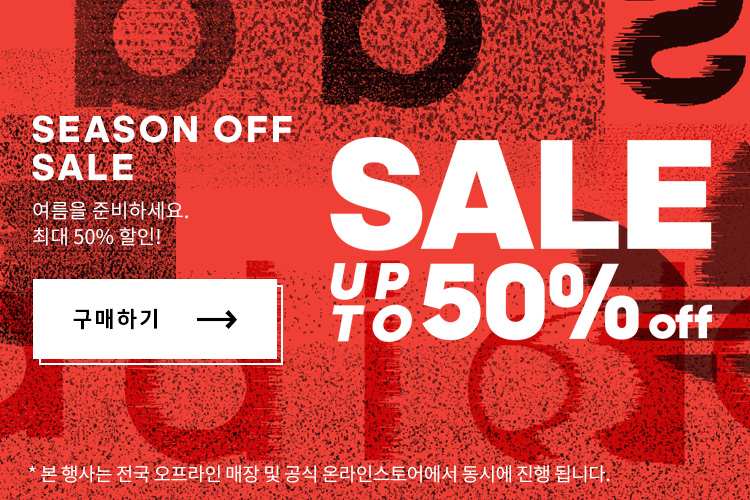 SEASON OFF
SALE
여름을 준비하세요.
최대 50% 할인!
구매하기
SALE
UP
TO
50% off
* 본 행사는 전국 오프라인 매장 및 공식 온라인스토어에서 동시에 진행 됩니다.